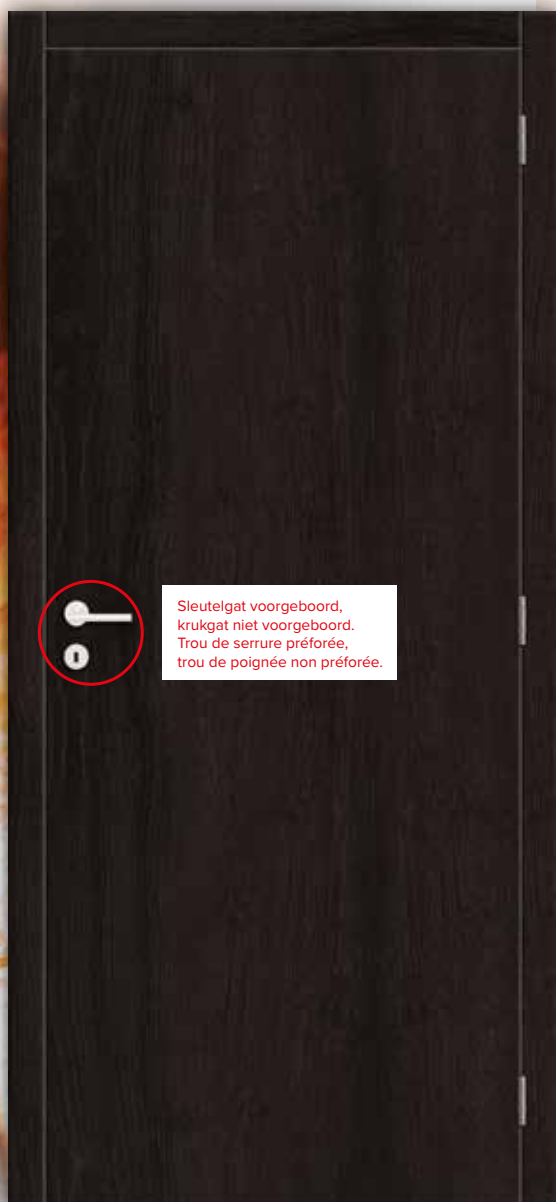 Sleutelgat voorgeboord,
krukgat niet voorgeboord.
Trou de serrure préforée,
trou de poignée non préforée.